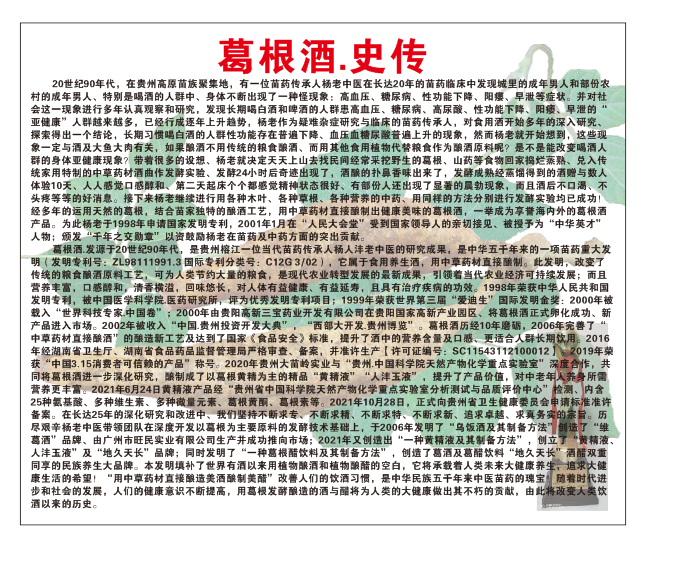 葛根酒.史传
20世纪90年代，在贵州高原苗族聚集地，有一位苗药传承人杨老中医在长达20年的苗药临床中发现城里的成年男人和部份农
村的成年男人、特别是喝酒的人群中、身体不断出现了一种怪现象；高血压、糖尿病、性功能下降、阳痿、早泄等症状。并对社
会这一现象进行多年认真观察和研究，发现长期喝白酒和啤酒的人群患高血压、糖尿病、高尿酸、性功能下降、阳痿、早泄的“
亚健康”人群越来越多，已经行成逐年上升趋势，杨老作为疑难杂症研究与临床的苗药传承人，对食用酒开始多年的深入研究、
探索得出一个结论，长期习惯喝白酒的人群性功能存在普遍下降、血压血糖尿酸普遍上升的现象，然而杨老就开始想到，这些现
象一定与酒及大鱼大肉有关，如果酿酒不用传统的粮食酿酒、而用其他食用植物代替粮食作为酿酒原料呢？是不是能改变喝酒人
群的身体亚健康现象？带着很多的设想、杨老就决定天天上山去找民间经常采挖野生的葛根、山药等食物回家捣烂蒸熟、兑入传
统家用特制的中草药材酒曲作发酵实验、发酵24小时后奇迹出现了，酒酿的扑鼻香味出来了，发酵成熟经蒸馏得到的酒赠与数人
体验10天、人人感觉口感醇和、第二天起床个个都感觉精神状态很好、有部份人还出现了显著的晨勃现象，而且酒后不口渴、不
头疼等等的好消息。接下来杨老继续进行用各种木叶、各种草根、各种营养的中药、用同样的方法分别进行发酵实验均已成功！
经多年的运用天然的葛根，结合苗家独特的酿酒工艺，用中草药材直接酿制出健康美味的葛根酒，一举成为享誉海内外的葛根酒
产品。为此杨老于1998年申请国家发明专利，2001年1月在“人民大会堂”受到国家领导人的亲切接见、被授予为“中华英才”
人物；颁发“千年之交勋章”以资鼓励杨老在苗药及中药方面的突出贡献。
葛根酒.发源于20世纪90年代，是贵州榕江一位当代苗药传承人杨人沣老中医的研究成果，是中华五千年来的一项苗药重大发
明（发明专利号：ZL98111991.3国际专利分类号：C12G 3/02），它属于食用养生酒，用中草药材直接酿制。此发明，改变了
传统的粮食酿酒原料工艺，可为人类节约大量的粮食，是现代农业转型发展的最新成果，引领着当代农业经济可持续发展；而且
营养丰富，口感醇和，清香横溢，回味悠长，对人体有益健康、有益延寿，且具有治疗疾病的功效。1998年荣获中华人民共和国
发明专利，被中国医学科学院.医药研究所，评为优秀发明专利项目；1999年荣获世界第三届“爱迪生”国际发明金奖：2000年被
载入“世界科技专家.中国卷”；2000年由贵阳高新三宝药业开发有限公司在贵阳国家高新产业园区、将葛根酒正式孵化成功、新
产品进入市场。2002年被收入“中国.贵州投资开发大典”，“西部大开发.贵州博览”。葛根酒历经10年磨砺，2006年完善了“
中草药材直接酿酒”的酿造新工艺及达到了国家《食品安全》标准，提升了酒中的营养含量及口感、更适合人群长期饮用。2016
年经湖南省卫生厅、湖南省食品药品监督管理局严格审查、备案，并准许生产【许可证编号：SC11543112100012】；2019年荣
获“中国3.15消费者可信赖的产品”称号。2020年贵州大苗岭实业与“贵州.中国科学院天然产物化学重点实验室”深度合作，共
同将葛根酒进一步深化研究，酿制成了以葛根黄精为主的精品“黄精液”“人沣玉液”，提升了产品价值，对中老年人养身所需
营养更丰富。2021年6月24日黄精液产品经“贵州省中国科学院天然产物化学重点实验室分析测试与品质评价中心”检测、内含
25种氨基酸、多种维生素、多种微量元素、葛根黄酮、葛根素等。2021年10月28日，正式向贵州省卫生健康委员会申请标准准许
备案。在长达25年的深化研究和改进中、我们坚持不断求专、不断求精、不断求特、不断求新、追求卓越、求真务实的宗旨。历
尽艰辛杨老中医带领团队在深度开发以葛根为主要原料的发酵技术基础上，于2006年发明了“乌饭酒及其制备方法”创造了“维
葛酒”品牌、由广州市旺民实业有限公司生产并成功推向市场；2021年又创造出“一种黄精液及其制备方法”，创立了“黄精液、
人沣玉液”及“地久天长”品牌；同时发明了“一种葛根醋饮料及其制备方法”，创造了葛酒及葛醋饮料“地久天长”酒醋双重
同享的民族养生大品牌。本发明填补了世界有酒以来用植物酿酒和植物酿醋的空白，它将承载着人类未来大健康养生，追求大健
康生活的希望！“用中草药材直接酿造美酒酿制美醋”改善人们的饮酒习惯，是中华民族五千年来中医苗药的瑰宝，随着时代进
步和社会的发展，人们的健康意识不断提高，用葛根发酵酿造的酒与醋将为人类的大健康做出其不朽的贡献，由此将改变人类饮
酒以来的历史。